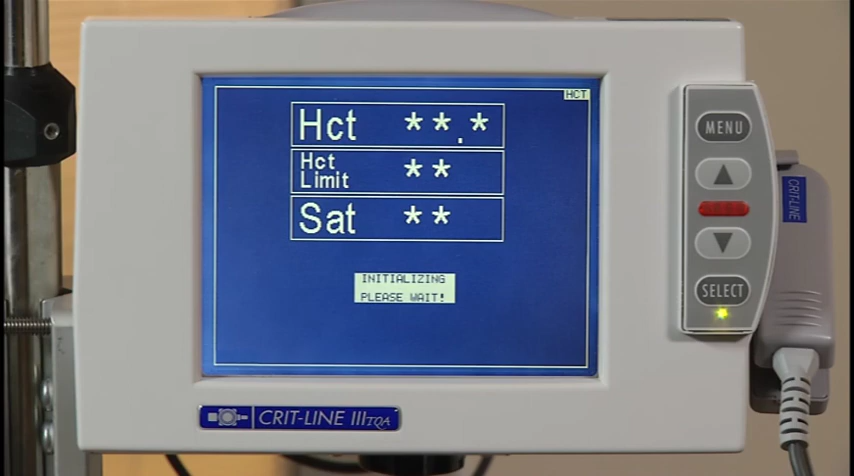 HCT
Hct **.*
Hct
Limit **
Sat **
INITIALIZING
PLEASE WAIT!
MENU
SELECT
CRIT-LINE
CRIT-LINE III TQA